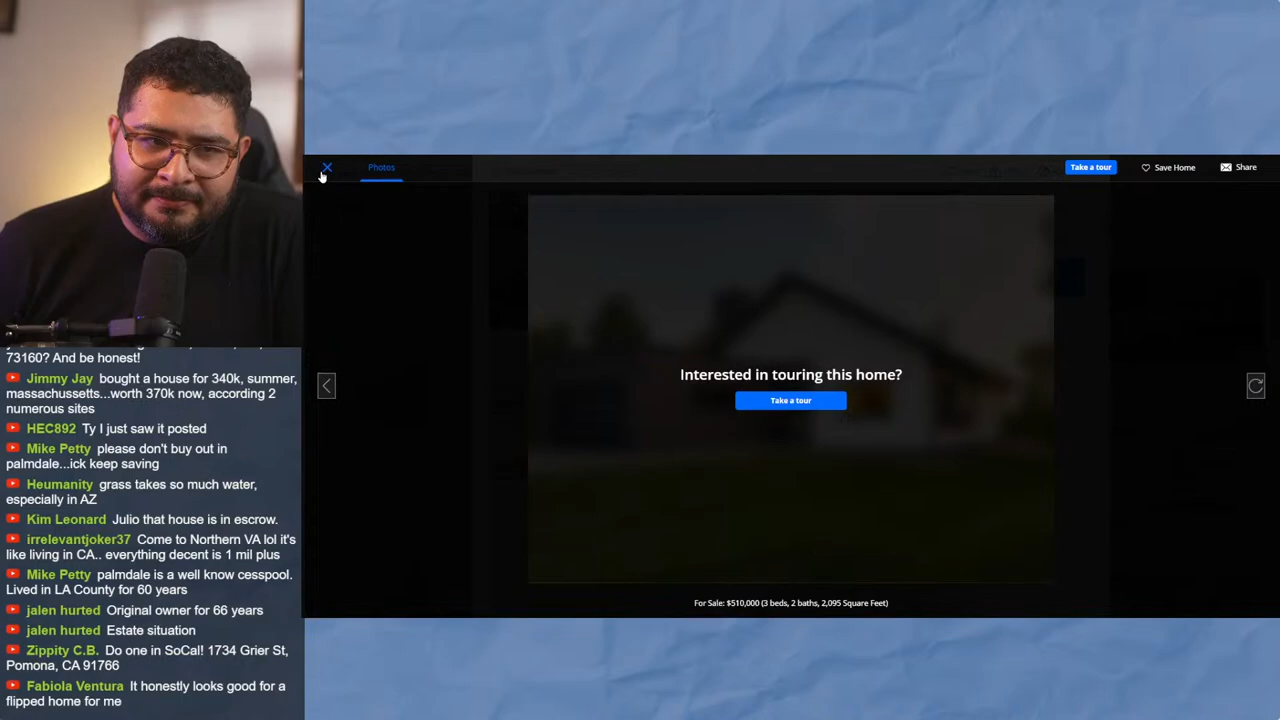 73160? And be honest!
Jimmy Jay bought a house for 340k, summer,
massachussetts...worth 370k now, according 2
numerous sites
HEC892 Ty I just saw it posted
Mike Petty please don't buy out in
palmdale...ick keep saving
Heumanity grass takes so much water,
especially in AZ
Kim Leonard Julio that house is in escrow.
irrelevantjoker37 Come to Northern VA lol it's
like living in CA.. everything decent is 1 mil plus
Mike Petty palmdale is a well know cesspool.
Lived in LA County for 60 years
jalen hurted Original owner for 66 years
jalen hurted Estate situation
Zippity C.B. Do one in SoCal! 1734 Grier St,
Pomona, CA 91766
Fabiola Ventura It honestly looks good for a
flipped home for me
Photos
Take a tour
Save Home
Share
Interested in touring this home?
Take a tour
For Sale: $510,000 (3 beds, 2 baths, 2,095 Square Feet)